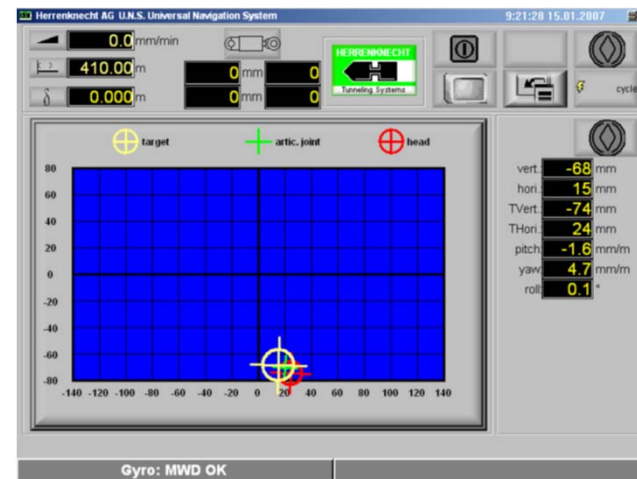 Herrenknecht AG U.N.S. Universal Navigation System 9:21:28 15.01.2007
0.0 mm/min
410.00 m 0 mm 0
δ 0.000 m 0 mm 0
HERRENKNECHT
Tunneling Systems
cycle
target artic. joint head
80
60
40
20
0
-20
-40
-60
-80
-140 -120 -100 -80 -60 -40 -20 0 20 40 60 80 100 120 140
vert.: -68 mm
hori.: 15 mm
TVert.: -74 mm
THori.: 24 mm
pitch: -1.6 mm/m
yaw: 4.7 mm/m
roll: 0.1 °
Gyro: MWD OK